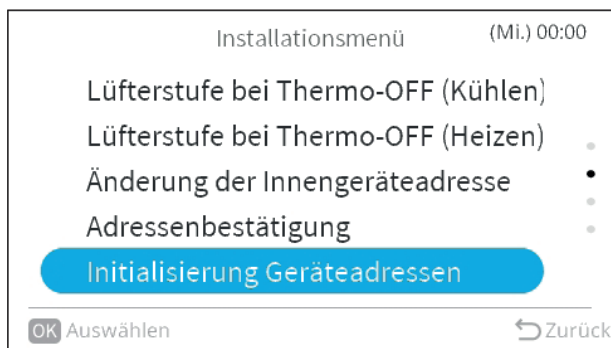 Installationsmenü (Mi.) 00:00
Lüfterstufe bei Thermo-OFF (Kühlen)
Lüfterstufe bei Thermo-OFF (Heizen)
Änderung der Innengeräteadresse
Adressenbestätigung
Initialisierung Geräteadressen
OK Auswählen Zurück